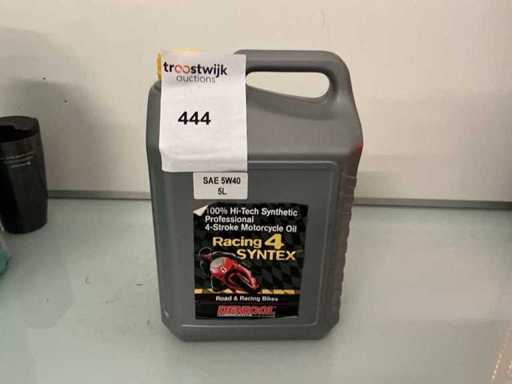 troostwijk
auctions
444
SAE 5W40
5L
100% Hi-Tech Synthetic
Professional
4-Stroke Motorcycle Oil
Racing 4
SYNTEX
Road & Racing Bikes
DENICOL